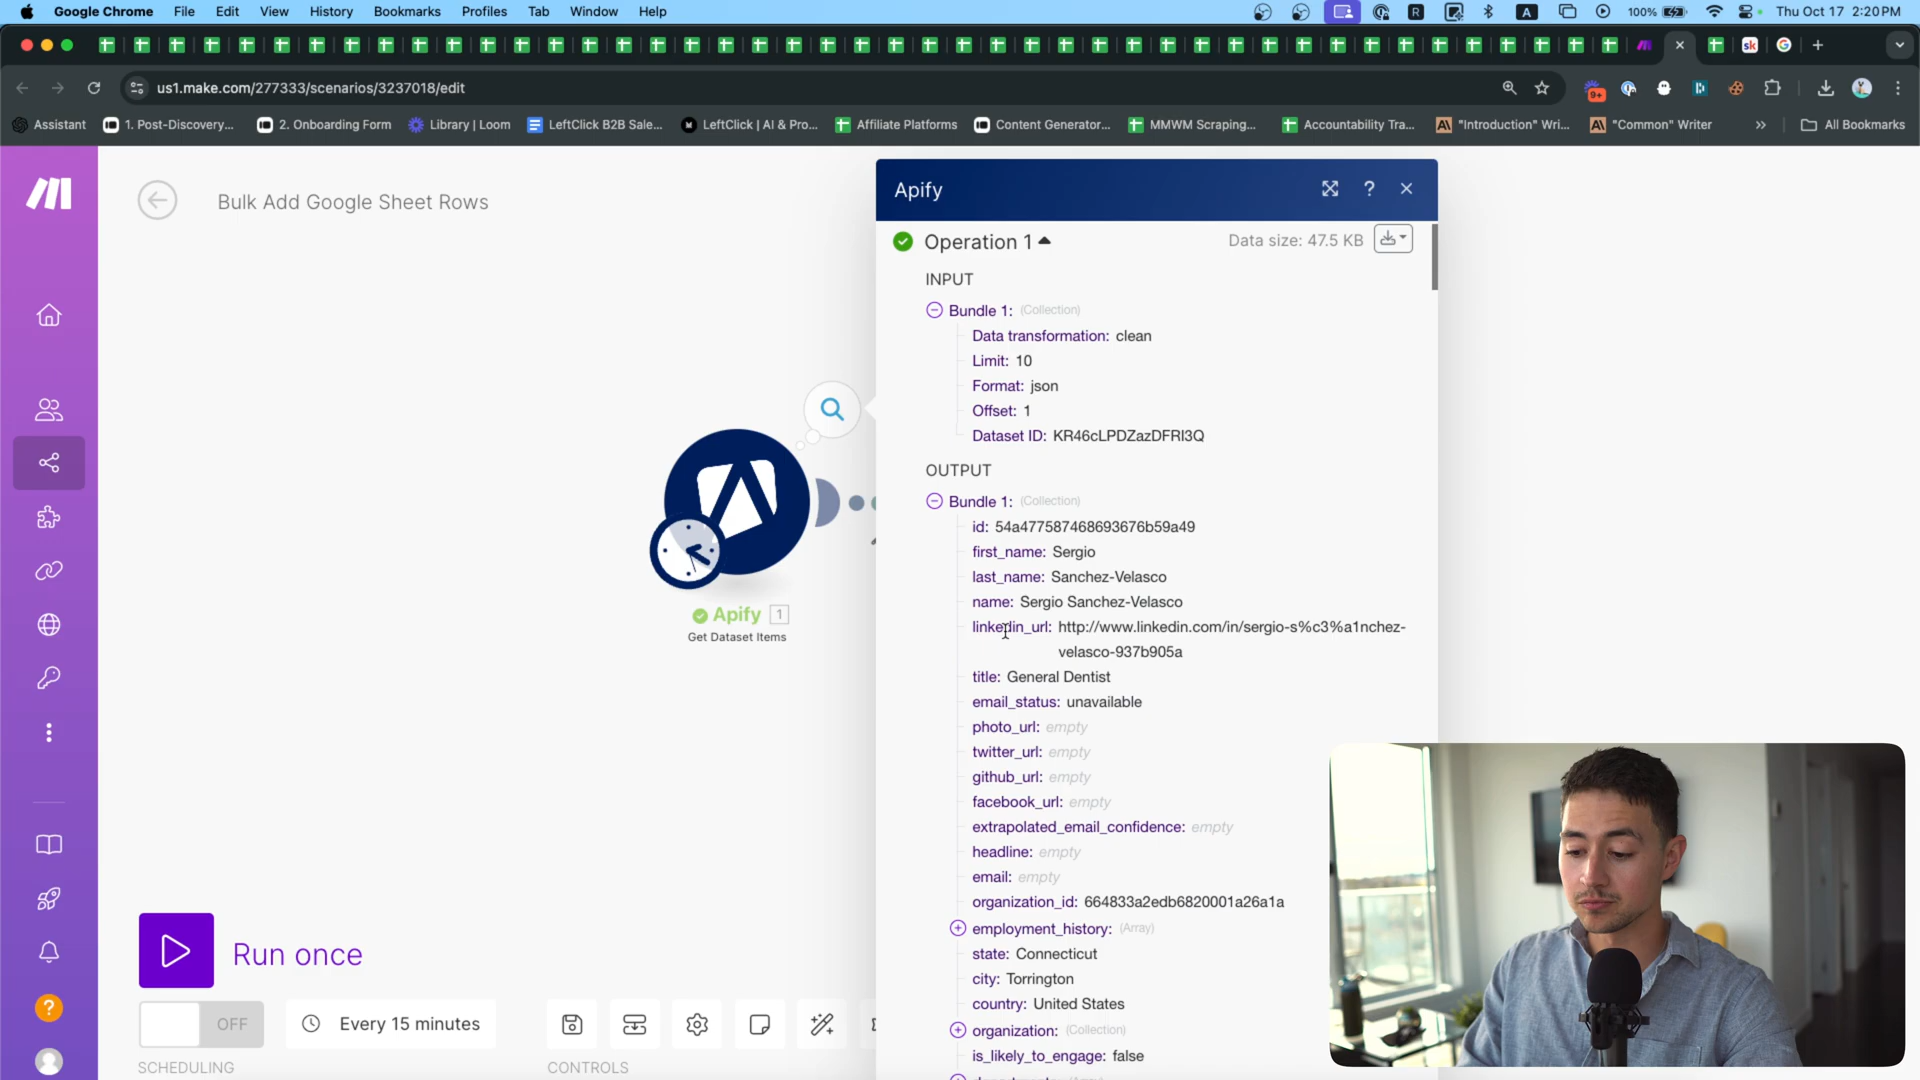 Google Chrome File Edit View History Bookmarks Profiles Tab Window Help
R A 100% Thu Oct 17 2:20 PM
sk
us1.make.com/277333/scenarios/3237018/edit
9+
Assistant 1. Post-Discovery... 2. Onboarding Form Library | Loom LeftClick B2B Sale... LeftClick | AI & Pro... Affiliate Platforms Content Generator... MMWM Scraping... Accountability Tra... "Introduction" Wri... "Common" Writer » All Bookmarks
Bulk Add Google Sheet Rows
Apify ?
Operation 1 Data size: 47.5 KB
INPUT
Bundle 1: (Collection)
Data transformation: clean
Limit: 10
Format: json
Offset: 1
Dataset ID: KR46cLPDZazDFRI3Q
OUTPUT
Bundle 1: (Collection)
id: 54a477587468693676b59a49
first_name: Sergio
last_name: Sanchez-Velasco
name: Sergio Sanchez-Velasco
linkedin_url: http://www.linkedin.com/in/sergio-s%c3%a1nchez-
velasco-937b905a
title: General Dentist
email_status: unavailable
photo_url: empty
twitter_url: empty
github_url: empty
facebook_url: empty
extrapolated_email_confidence: empty
headline: empty
email: empty
organization_id: 664833a2edb6820001a26a1a
employment_history: (Array)
state: Connecticut
city: Torrington
country: United States
organization: (Collection)
is_likely_to_engage: false
Apify 1
Get Dataset Items
Run once
OFF Every 15 minutes
SCHEDULING CONTROLS
?